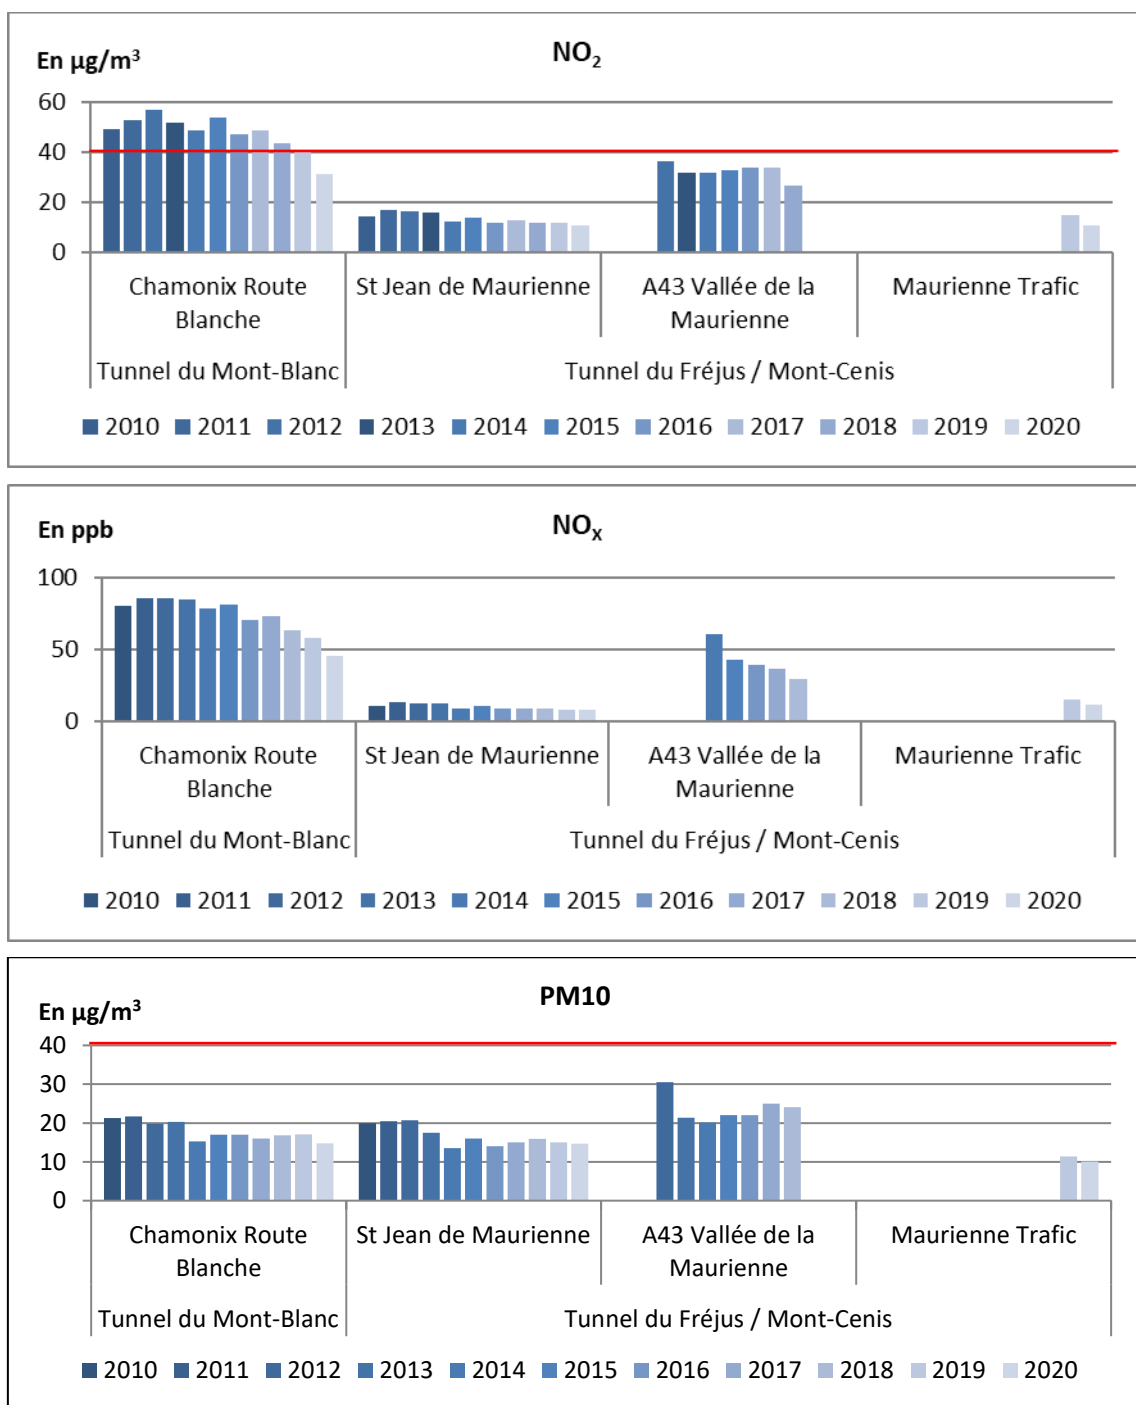 En µg/m³
NO₂
60
40
20
0
Chamonix Route
Blanche
St Jean de Maurienne
A43 Vallée de la
Maurienne
Maurienne Trafic
Tunnel du Mont-Blanc
Tunnel du Fréjus / Mont-Cenis
2010 2011 2012 2013 2014 2015 2016 2017 2018 2019 2020
En ppb
NOₓ
100
50
0
Chamonix Route
Blanche
St Jean de Maurienne
A43 Vallée de la
Maurienne
Maurienne Trafic
Tunnel du Mont-Blanc
Tunnel du Fréjus / Mont-Cenis
2010 2011 2012 2013 2014 2015 2016 2017 2018 2019 2020
En µg/m³
PM10
40
30
20
10
0
Chamonix Route
Blanche
St Jean de Maurienne
A43 Vallée de la
Maurienne
Maurienne Trafic
Tunnel du Mont-Blanc
Tunnel du Fréjus / Mont-Cenis
2010 2011 2012 2013 2014 2015 2016 2017 2018 2019 2020